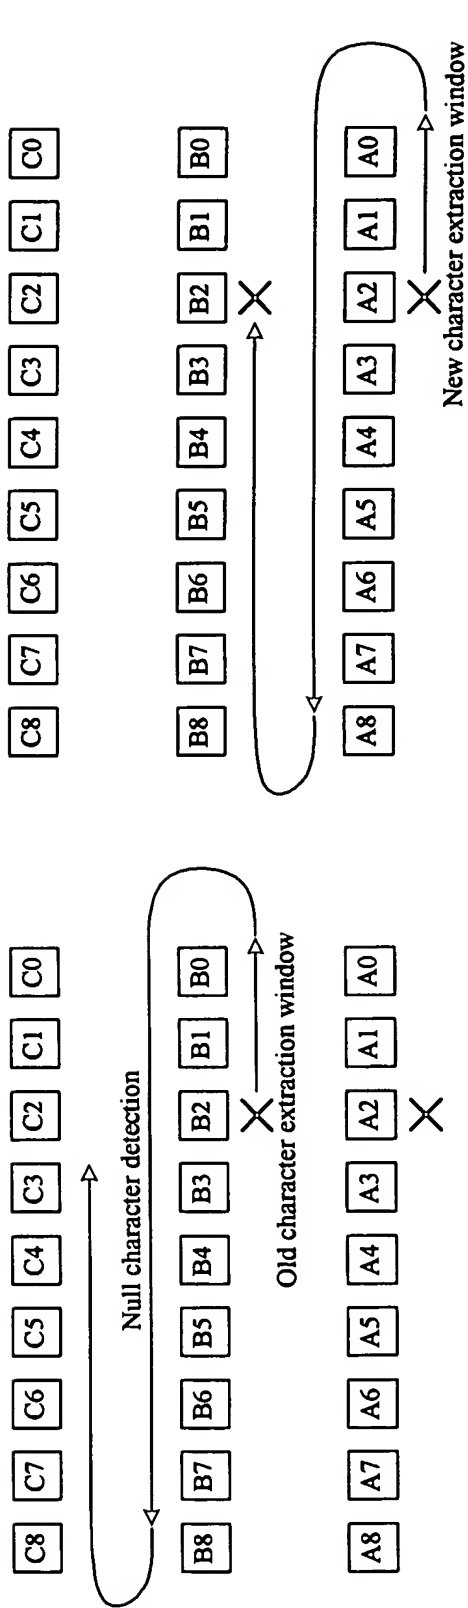 C8 C7 C6 C5 C4 C3 C2 C1 C0
Null character detection
B8 B7 B6 B5 B4 B3 B2 B1 B0
Old character extraction window
A8 A7 A6 A5 A4 A3 A2 A1 A0
C8 C7 C6 C5 C4 C3 C2 C1 C0
B8 B7 B6 B5 B4 B3 B2 B1 B0
A8 A7 A6 A5 A4 A3 A2 A1 A0
New character extraction window